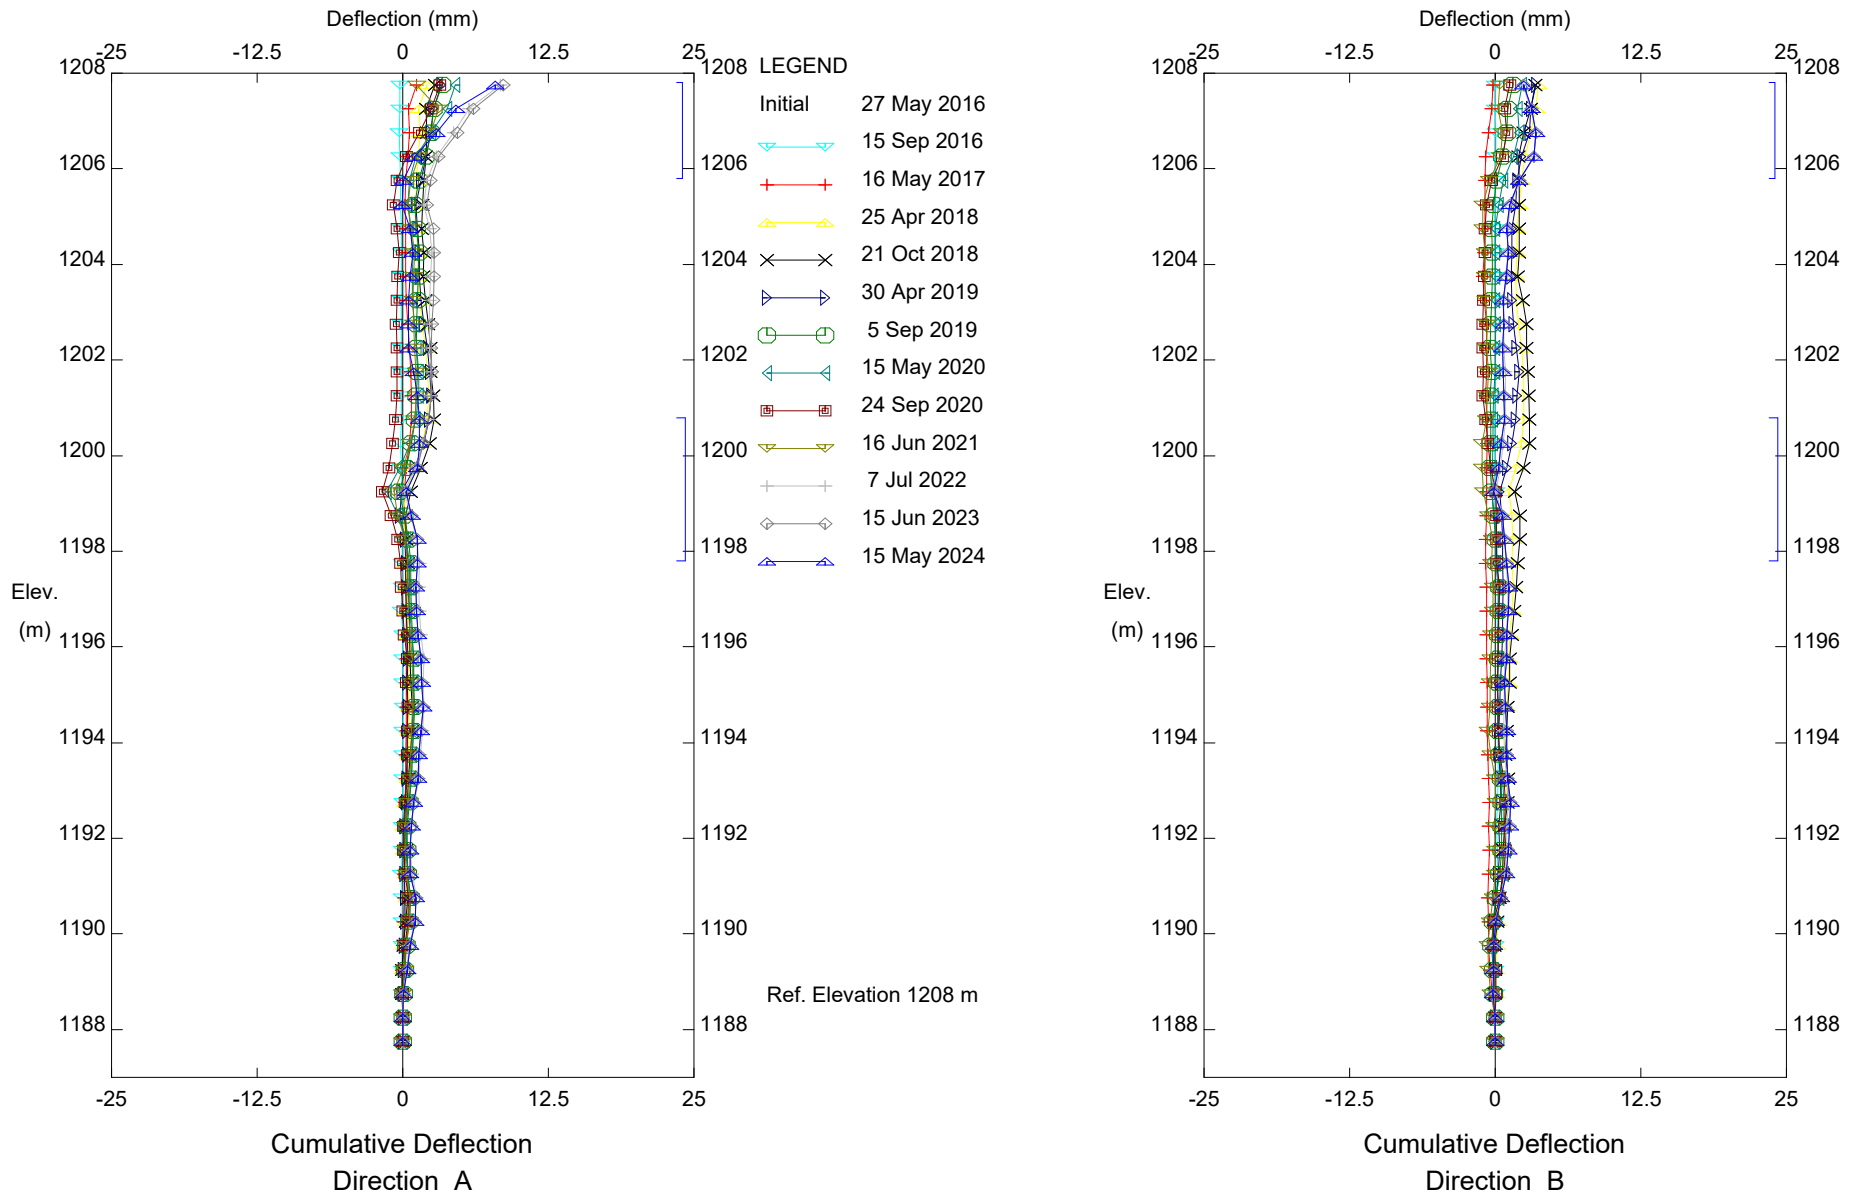 Deflection (mm)
-25 -12.5 0 12.5 25
1208 1208
1206 1206
1204 1204
1202 1202
1200 1200
1198 1198
1196 1196
1194 1194
1192 1192
1190 1190
1188 1188
Elev.
(m)
-25 -12.5 0 12.5 25
Cumulative Deflection
Direction A
LEGEND
Initial 27 May 2016
15 Sep 2016
16 May 2017
25 Apr 2018
21 Oct 2018
30 Apr 2019
5 Sep 2019
15 May 2020
24 Sep 2020
16 Jun 2021
7 Jul 2022
15 Jun 2023
15 May 2024
Ref. Elevation 1208 m
Deflection (mm)
-25 -12.5 0 12.5 25
1208 1208
1206 1206
1204 1204
1202 1202
1200 1200
1198 1198
1196 1196
1194 1194
1192 1192
1190 1190
1188 1188
Elev.
(m)
-25 -12.5 0 12.5 25
Cumulative Deflection
Direction B